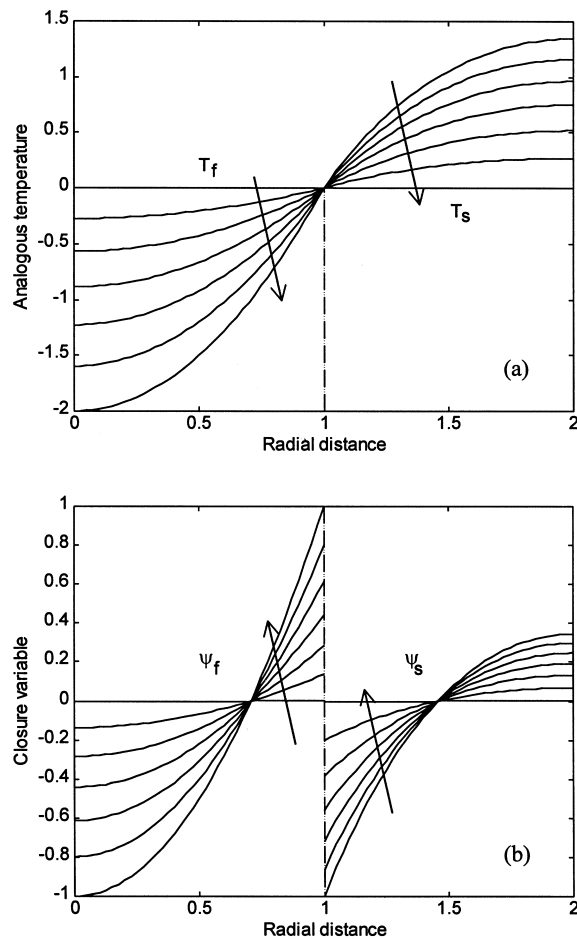 1.5
1
0.5
0
-0.5
-1
-1.5
-2
Analogous temperature
T_f
T_s
(a)
0 0.5 1 1.5 2
Radial distance
1
0.8
0.6
0.4
0.2
0
-0.2
-0.4
-0.6
-0.8
-1
Closure variable
Ψ_f
Ψ_s
(b)
0 0.5 1 1.5 2
Radial distance